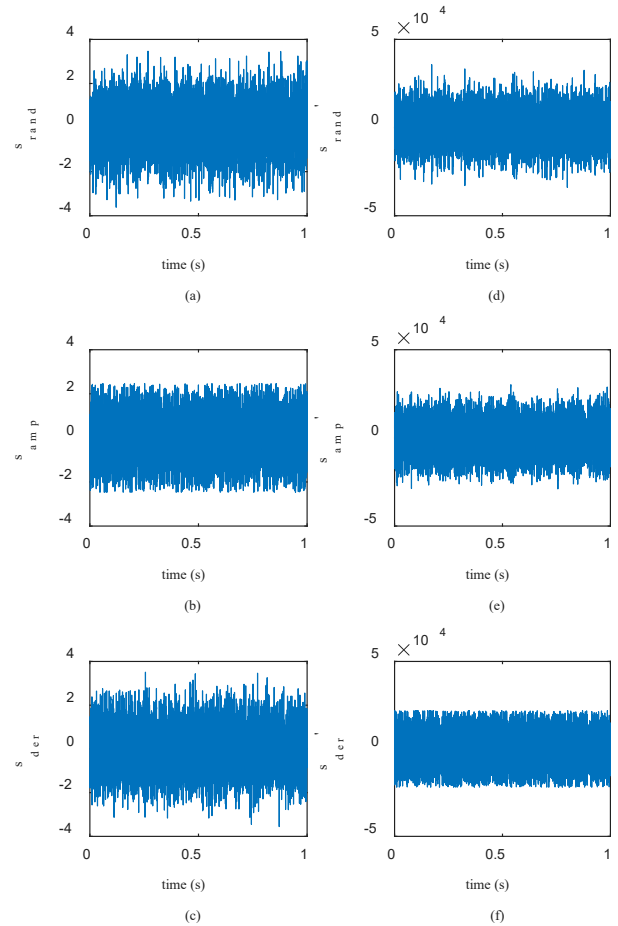 4
2
0
-2
-4
s rand
0
0.5
1
time (s)
(a)
× 10 4
5
0
-5
s rand '
0
0.5
1
time (s)
(d)
4
2
0
-2
-4
s amp
0
0.5
1
time (s)
(b)
× 10 4
5
0
-5
s amp '
0
0.5
1
time (s)
(e)
4
2
0
-2
-4
s der
0
0.5
1
time (s)
(c)
× 10 4
5
0
-5
s der '
0
0.5
1
time (s)
(f)